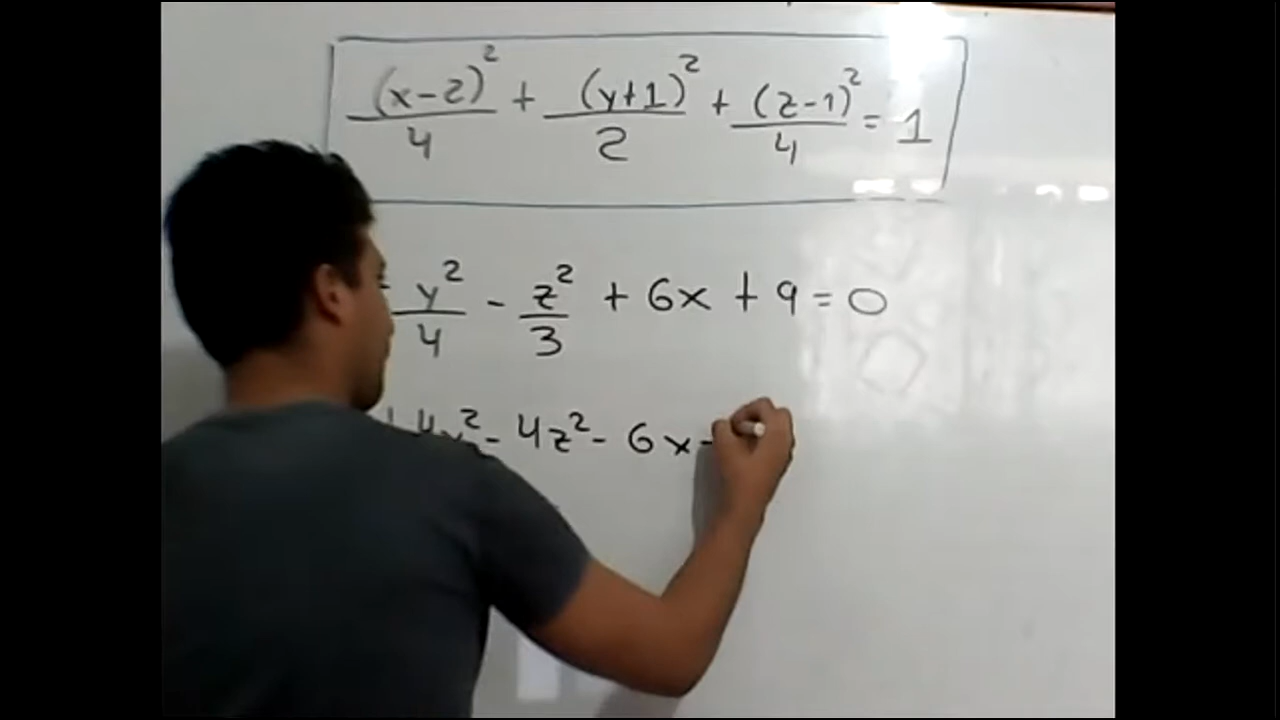 (x-2)²/4 + (y+1)²/2 + (z-1)²/4 = 1
y²/4 - z²/3 + 6x + 9 = 0
4y² - 4z² - 6x -